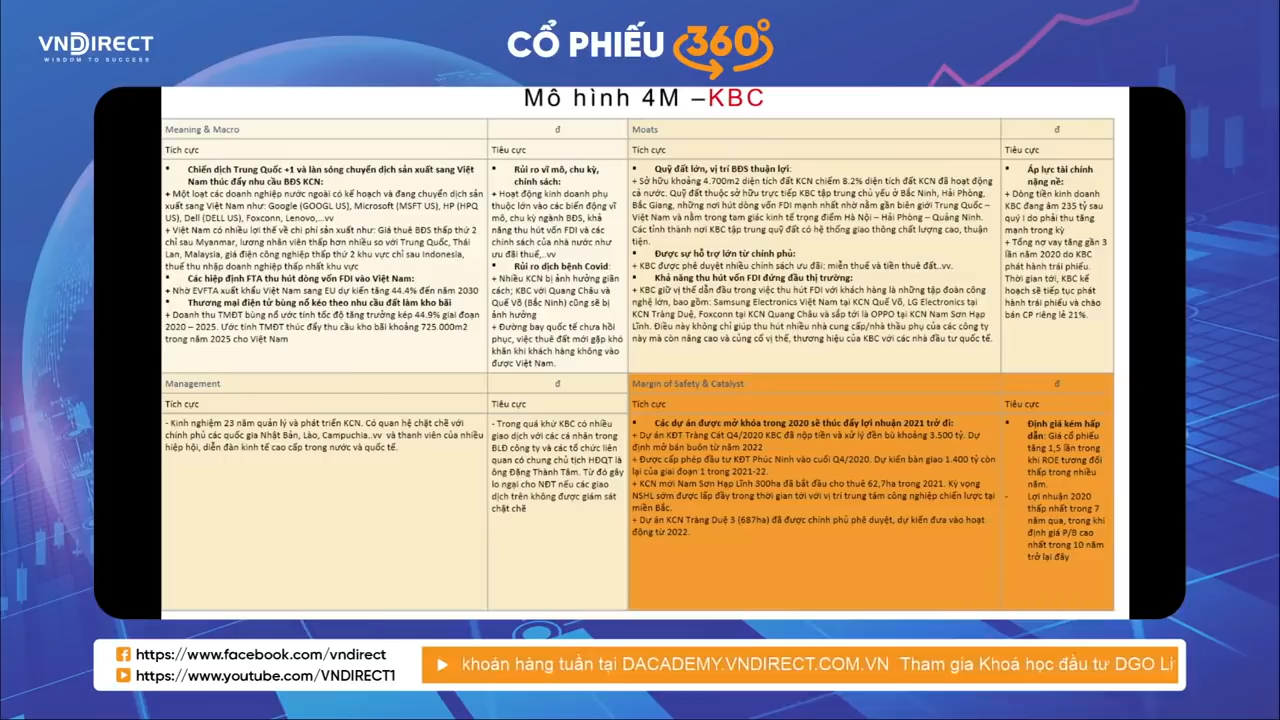 VNDIRECT
WISDOM TO SUCCESS
CỔ PHIẾU 360°
Mô hình 4M –KBC
Meaning & Macro
đ
Tích cực
Tiêu cực
Chiến dịch Trung Quốc +1 và làn sóng chuyển dịch sản xuất sang Việt
Nam thúc đẩy nhu cầu BĐS KCN:
+ Một loạt các doanh nghiệp nước ngoài có kế hoạch và đang chuyển dịch sản
xuất sang Việt Nam như: Google (GOOGL US), Microsoft (MSFT US), HP (HPQ
US), Dell (DELL US), Foxconn, Lenovo,…vv
+ Việt Nam có nhiều lợi thế về chi phí sản xuất như: Giá thuê BĐS thấp thứ 2
chỉ sau Myanmar, lương nhân viên thấp hơn nhiều so với Trung Quốc, Thái
Lan, Malaysia, giá điện công nghiệp thấp thứ 2 khu vực chỉ sau Indonesia,
thuế thu nhập doanh nghiệp thấp nhất khu vực
Các hiệp định FTA thu hút dòng vốn FDI vào Việt Nam:
+ Nhờ EVFTA xuất khẩu Việt Nam sang EU dự kiến tăng 44.4% đến năm 2030
Thương mại điện tử bùng nổ kéo theo nhu cầu đất làm kho bãi
+ Doanh thu TMĐT bùng nổ ước tính tốc độ tăng trưởng kép 44.9% giai đoạn
2020 – 2025. Ước tính TMĐT thúc đẩy thu cầu kho bãi khoảng 725.000m2
trong năm 2025 cho Việt Nam
Rủi ro vĩ mô, chu kỳ,
chính sách:
+ Hoạt động kinh doanh phụ
thuộc lớn vào các biến động vĩ
mô, chu kỳ ngành BĐS, khả
năng thu hút vốn FDI và các
chính sách của nhà nước như
ưu đãi thuế,..vv
Rủi ro dịch bệnh Covid:
+ Nhiều KCN bị ảnh hưởng giãn
cách; KBC với Quang Châu và
Quế Võ (Bắc Ninh) cũng sẽ bị
ảnh hưởng
+ Đường bay quốc tế chưa hồi
phục, việc thuê đất mới gặp khó
khăn khi khách hàng không vào
được Việt Nam.
Moats
đ
Tích cực
Tiêu cực
Quỹ đất lớn, vị trí BĐS thuận lợi:
+ Sở hữu khoảng 4.700m2 diện tích đất KCN chiếm 8.2% diện tích đất KCN đã hoạt động
cả nước. Quỹ đất thuộc sở hữu trực tiếp KBC tập trung chủ yếu ở Bắc Ninh, Hải Phòng,
Bắc Giang, những nơi hút dòng vốn FDI mạnh nhất nhờ nằm gần biên giới Trung Quốc –
Việt Nam và nằm trong tam giác kinh tế trọng điểm Hà Nội – Hải Phòng – Quảng Ninh.
Các tỉnh thành nơi KBC tập trung quỹ đất có hệ thống giao thông chất lượng cao, thuận
tiện.
Được sự hỗ trợ lớn từ chính phủ:
+ KBC được phê duyệt nhiều chính sách ưu đãi: miễn thuế và tiền thuê đất..vv.
Khả năng thu hút vốn FDI đứng đầu thị trường:
+ KBC giữ vị thế dẫn đầu trong việc thu hút FDI với khách hàng là những tập đoàn công
nghệ lớn, bao gồm: Samsung Electronics Việt Nam tại KCN Quế Võ, LG Electronics tại
KCN Tràng Duệ, Foxconn tại KCN Quang Châu và sắp tới là OPPO tại KCN Nam Sơn Hạp
Lĩnh. Điều này không chỉ giúp thu hút nhiều nhà cung cấp/nhà thầu phụ của các công ty
này mà còn nâng cao và củng cố vị thế, thương hiệu của KBC với các nhà đầu tư quốc tế.
Áp lực tài chính
nặng nề:
+ Dòng tiền kinh doanh
KBC đang âm 235 tỷ sau
quý I do phải thu tăng
mạnh trong kỳ
+ Tổng nợ vay tăng gần 3
lần năm 2020 do KBC
phát hành trái phiếu.
Thời gian tới, KBC kế
hoạch sẽ tiếp tục phát
hành trái phiếu và chào
bán CP riêng lẻ 21%.
Management
đ
Tích cực
Tiêu cực
- Kinh nghiệm 23 năm quản lý và phát triển KCN. Có quan hệ chặt chẽ với
chính phủ các quốc gia Nhật Bản, Lào, Campuchia..vv và thanh viên của nhiều
hiệp hội, diễn đàn kinh tế cao cấp trong nước và quốc tế.
- Trong quá khứ KBC có nhiều
giao dịch với các cá nhân trong
BLĐ công ty và các tổ chức liên
quan có chung chủ tịch HĐQT là
ông Đặng Thành Tâm. Từ đó gây
lo ngại cho NĐT nếu các giao
dịch trên không được giám sát
chặt chẽ
Margin of Safety & Catalyst
đ
Tích cực
Tiêu cực
Các dự án được mở khóa trong 2020 sẽ thúc đẩy lợi nhuận 2021 trở đi:
+ Dự án KĐT Tràng Cát Q4/2020 KBC đã nộp tiền và xử lý đền bù khoảng 3.500 tỷ. Dự
định mở bán buôn từ năm 2022
+ Được cấp phép đầu tư KĐT Phúc Ninh vào cuối Q4/2020. Dự kiến bàn giao 1.400 tỷ còn
lại của giai đoạn 1 trong 2021-22.
+ KCN mới Nam Sơn Hạp Lĩnh 300ha đã bắt đầu cho thuê 62,7ha trong 2021. Kỳ vọng
NSHL sớm được lấp đầy trong thời gian tới với vị trí trung tâm công nghiệp chiến lược tại
miền Bắc.
+ Dự án KCN Tràng Duệ 3 (687ha) đã được chính phủ phê duyệt, dự kiến đưa vào hoạt
động từ 2022.
Định giá kém hấp
dẫn: Giá cổ phiếu
tăng 1,5 lần trong
khi ROE tương đối
thấp trong nhiều
năm.
- Lợi nhuận 2020
thấp nhất trong 7
năm qua, trong khi
định giá P/B cao
nhất trong 10 năm
trở lại đây
https://www.facebook.com/vndirect
https://www.youtube.com/VNDIRECT1
khoán hàng tuần tại DACADEMY.VNDIRECT.COM.VN Tham gia Khoá học đầu tư DGO Li